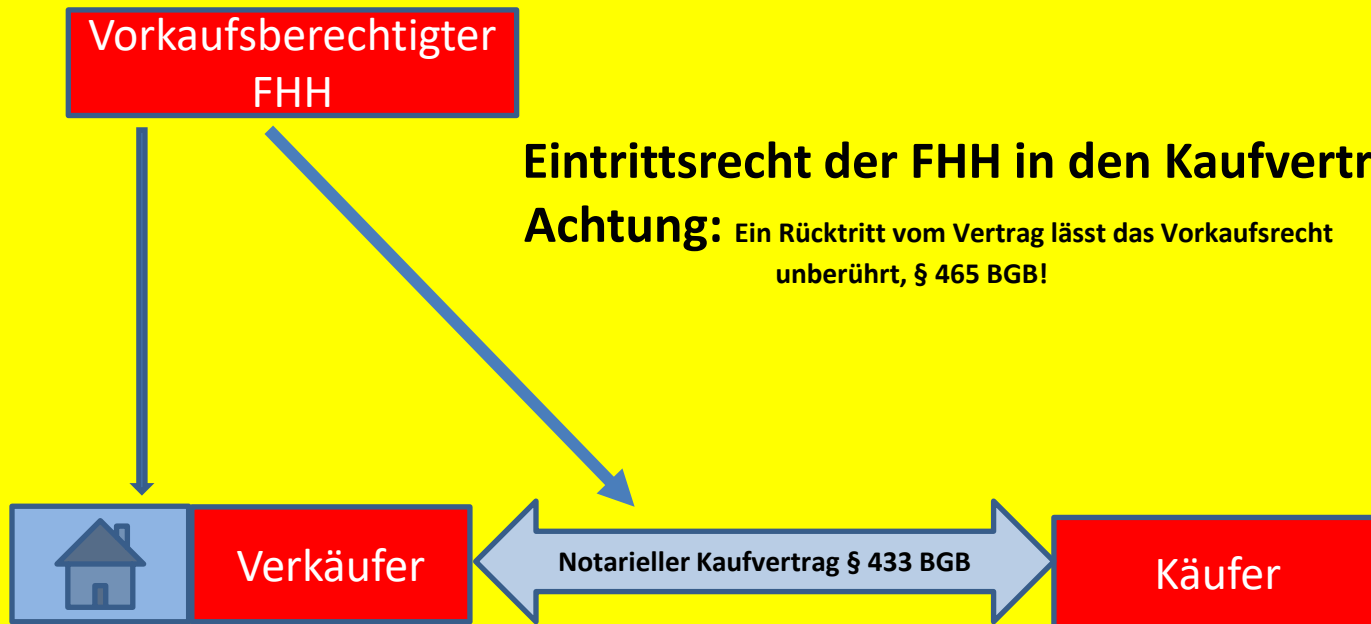 Vorkaufsberechtigter
FHH
Eintrittsrecht der FHH in den Kaufvertr
Achtung: Ein Rücktritt vom Vertrag lässt das Vorkaufsrecht
unberührt, § 465 BGB!
Verkäufer
Notarieller Kaufvertrag § 433 BGB
Käufer